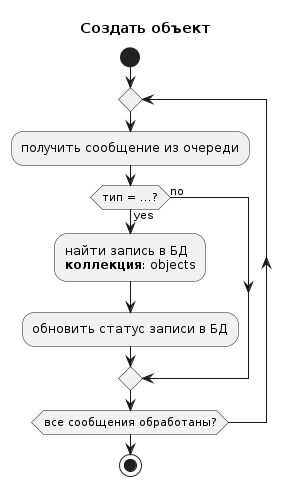 Создать объект
получить сообщение из очереди
тип = ...?
no
yes
найти запись в БД
коллекция: objects
обновить статус записи в БД
все сообщения обработаны?